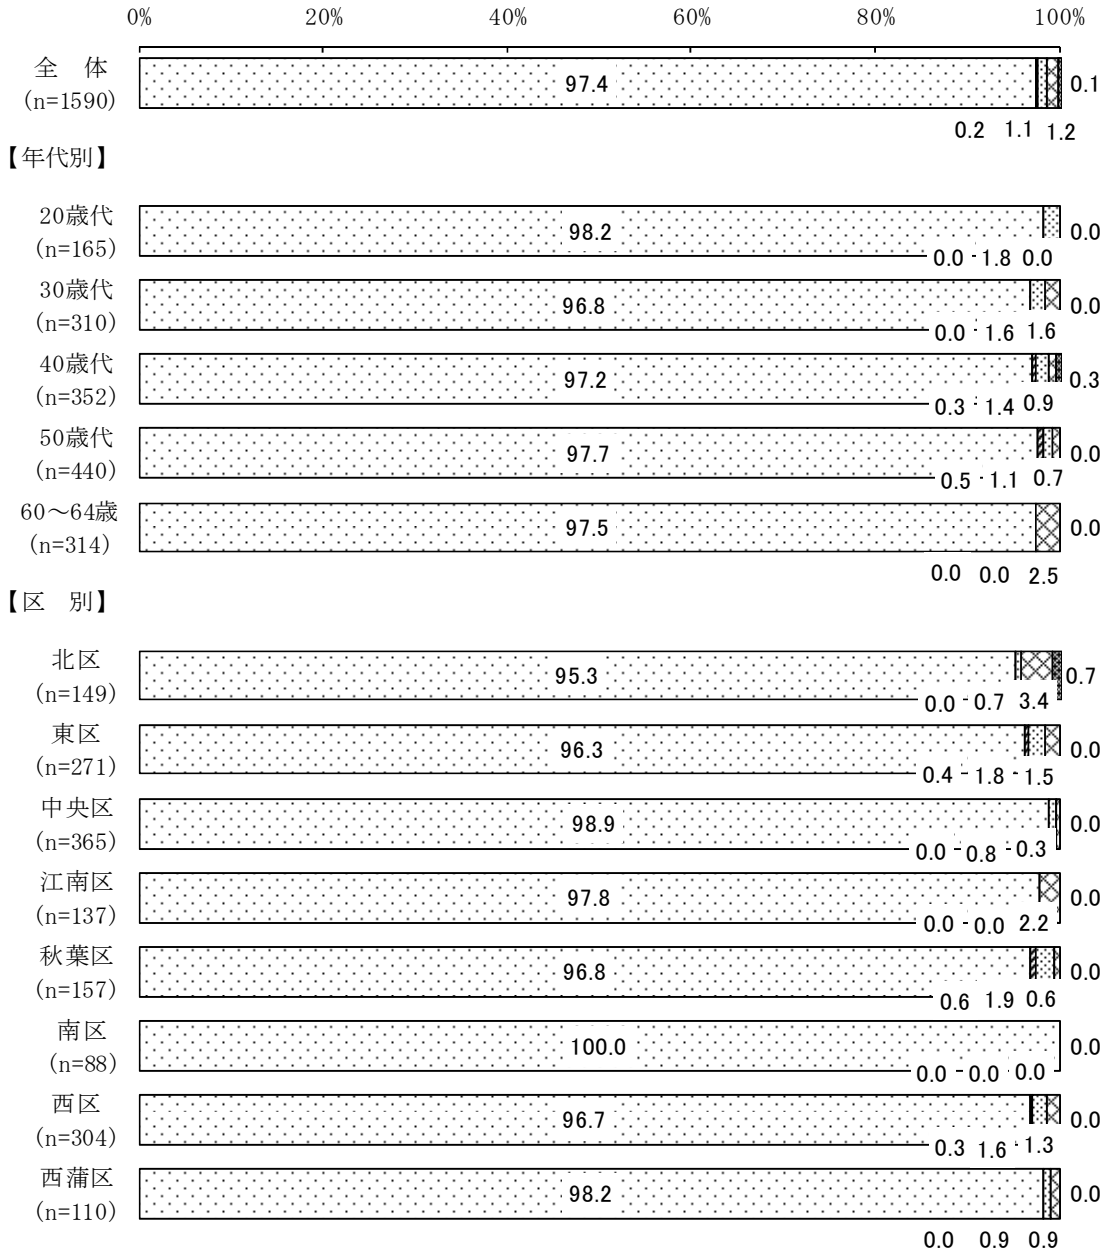 0% 20% 40% 60% 80% 100%
全　体
(n=1590)
97.4 0.1
0.2 1.1 1.2
【年代別】
20歳代
(n=165)
98.2 0.0
0.0 1.8 0.0
30歳代
(n=310)
96.8 0.0
0.0 1.6 1.6
40歳代
(n=352)
97.2 0.3
0.3 1.4 0.9
50歳代
(n=440)
97.7 0.0
0.5 1.1 0.7
60～64歳
(n=314)
97.5 0.0
0.0 0.0 2.5
【区　別】
北区
(n=149)
95.3 0.7
0.0 0.7 3.4
東区
(n=271)
96.3 0.0
0.4 1.8 1.5
中央区
(n=365)
98.9 0.0
0.0 0.8 0.3
江南区
(n=137)
97.8 0.0
0.0 0.0 2.2
秋葉区
(n=157)
96.8 0.0
0.6 1.9 0.6
南区
(n=88)
100.0 0.0
0.0 0.0 0.0
西区
(n=304)
96.7 0.0
0.3 1.6 1.3
西蒲区
(n=110)
98.2 0.0
0.0 0.9 0.9